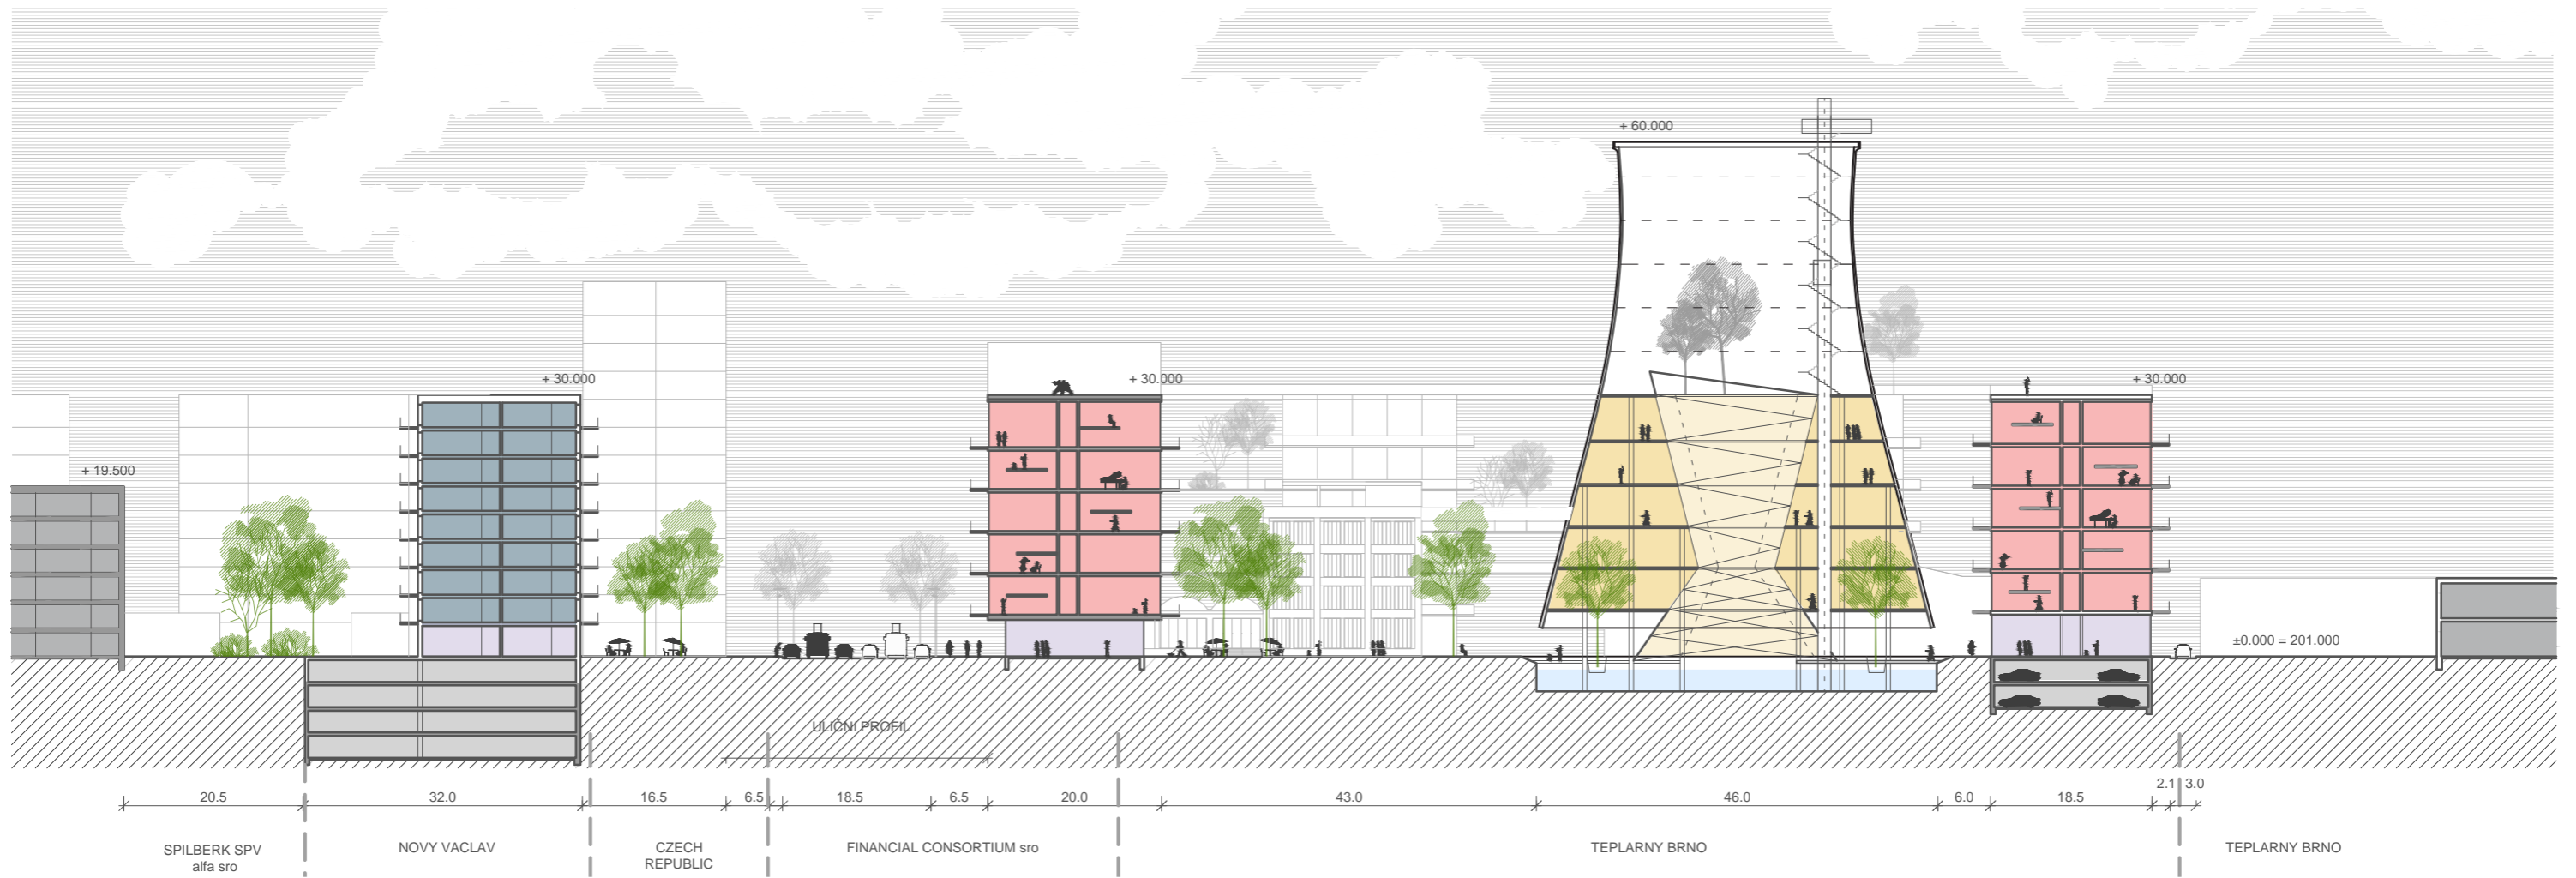 + 60.000
+ 30.000
+ 30.000
+ 30.000
+ 19.500
±0.000 = 201.000
ULIČNÍ PROFIL
20.5 32.0 16.5 6.5 18.5 6.5 20.0 43.0 46.0 6.0 18.5 2.1 3.0
SPILBERK SPV
alfa sro
NOVY VACLAV
CZECH
REPUBLIC
FINANCIAL CONSORTIUM sro
TEPLARNY BRNO
TEPLARNY BRNO